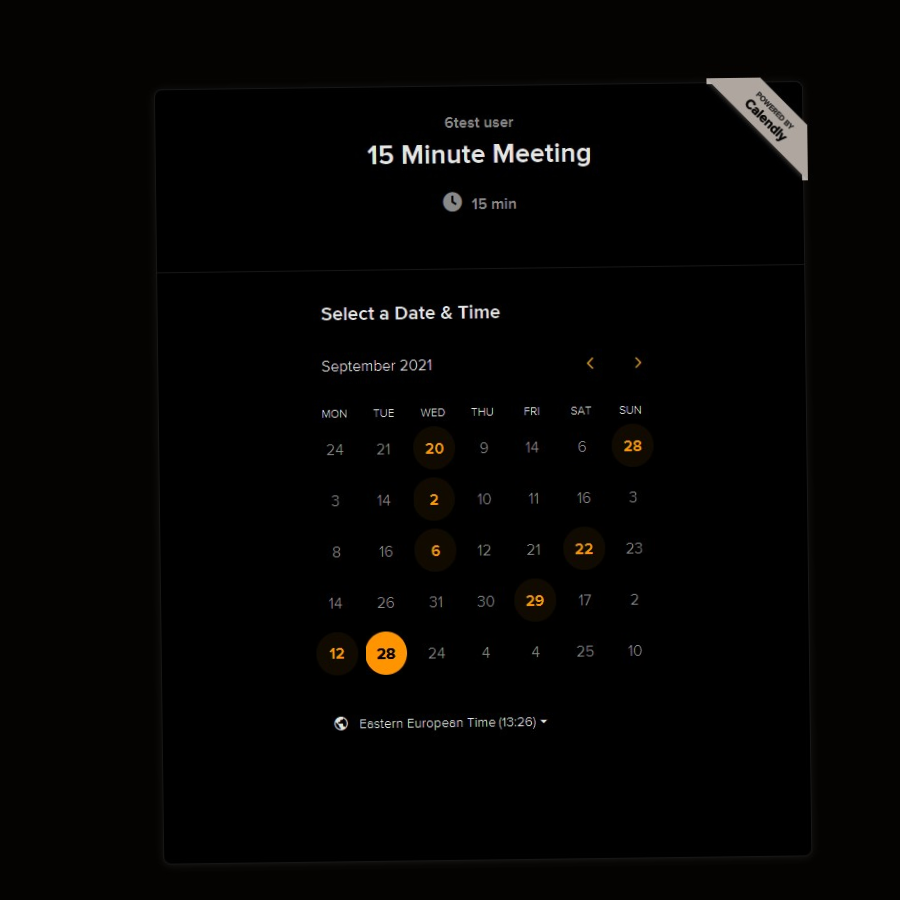 POWERED BY
Calendly
6test user
15 Minute Meeting
15 min
Select a Date & Time
September 2021
MON TUE WED THU FRI SAT SUN
24 21 20 9 14 6 28
3 14 2 10 11 16 3
8 16 6 12 21 22 23
14 26 31 30 29 17 2
12 28 24 4 4 25 10
Eastern European Time (13:26)